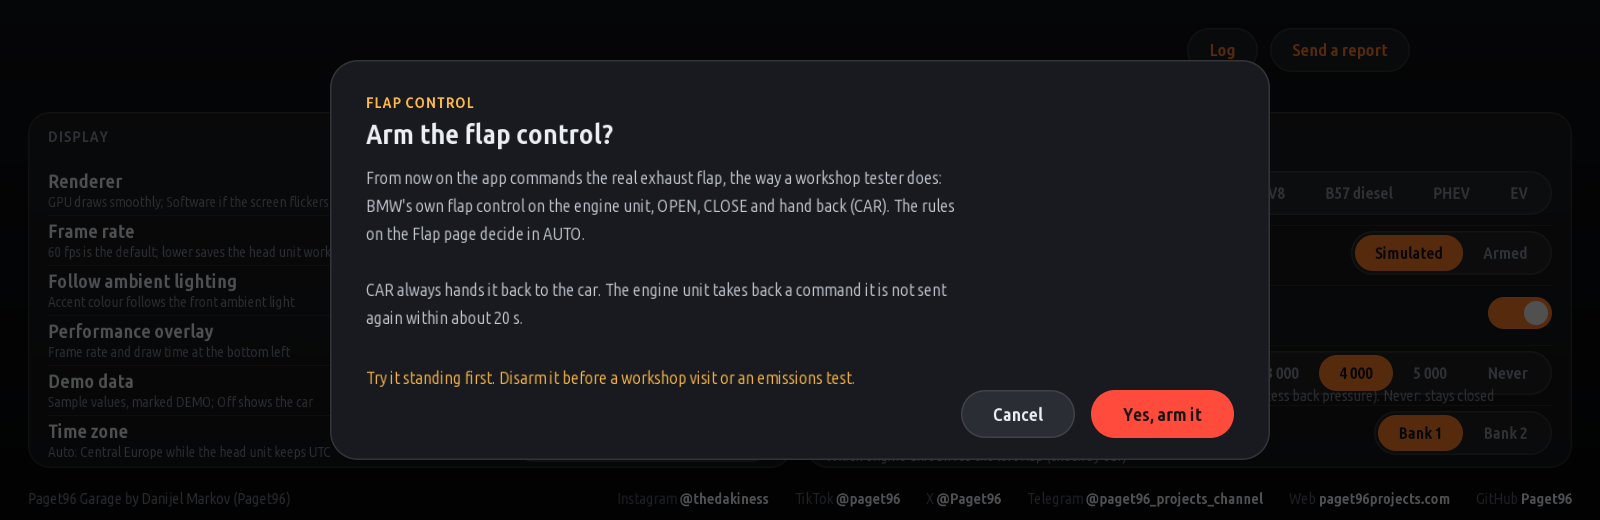 Log
Send a report
FLAP CONTROL
Arm the flap control?
From now on the app commands the real exhaust flap, the way a workshop tester does:
BMW's own flap control on the engine unit, OPEN, CLOSE and hand back (CAR). The rules
on the Flap page decide in AUTO.
CAR always hands it back to the car. The engine unit takes back a command it is not sent
again within about 20 s.
Try it standing first. Disarm it before a workshop visit or an emissions test.
Cancel
Yes, arm it
DISPLAY
Renderer
GPU draws smoothly; Software if the screen flickers
Frame rate
60 fps is the default; lower saves the head unit work
Follow ambient lighting
Accent colour follows the front ambient light
Performance overlay
Frame rate and draw time at the bottom left
Demo data
Sample values, marked DEMO; Off shows the car
Time zone
Auto: Central Europe while the head unit keeps UTC
V8
B57 diesel
PHEV
EV
Simulated
Armed
000
4 000
5 000
Never
less back pressure). Never: stays closed
Bank 1
Bank 2
Paget96 Garage by Danijel Markov (Paget96)
Instagram @thedakiness
TikTok @paget96
X @Paget96
Telegram @paget96_projects_channel
Web paget96projects.com
GitHub Paget96